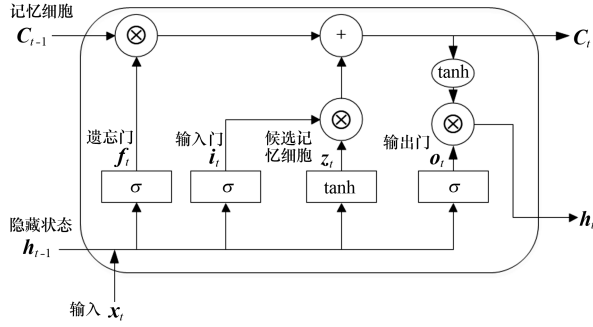 记忆细胞
C_{t-1}
⊗
+
C_t
tanh
遗忘门
f_t
输入门
i_t
候选记
忆细胞
z_t
⊗
输出门
o_t
⊗
σ
σ
tanh
σ
隐藏状态
h_{t-1}
h_t
输入 x_t